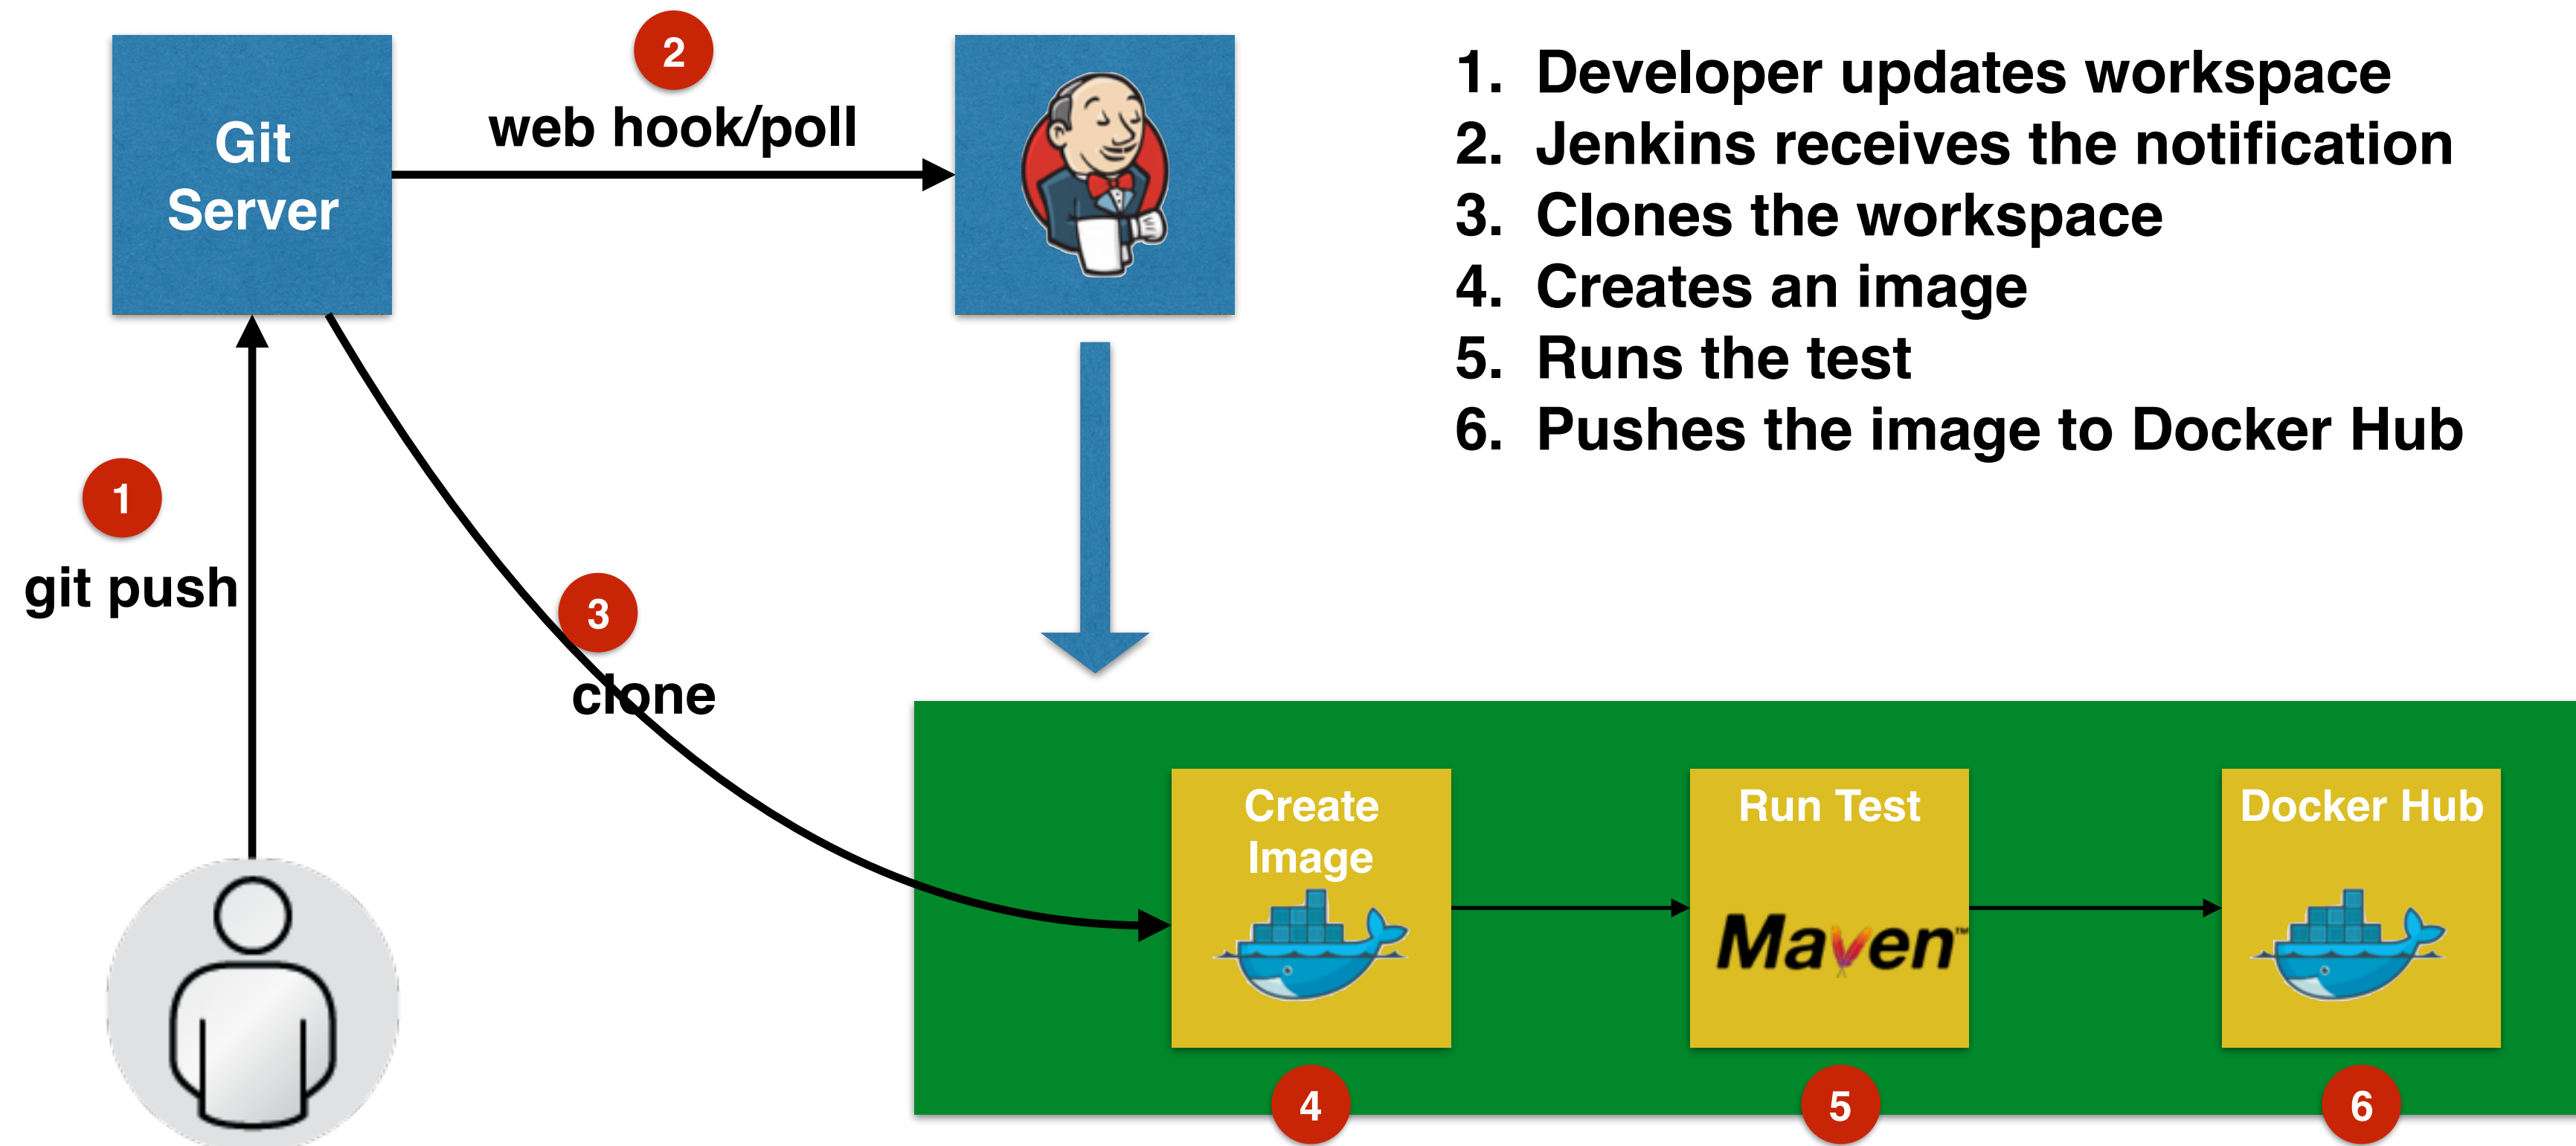 2
Git
Server
web hook/poll
1. Developer updates workspace
2. Jenkins receives the notification
3. Clones the workspace
4. Creates an image
5. Runs the test
6. Pushes the image to Docker Hub
1
git push
3
clone
Create
Image
Run Test
Maven™
Docker Hub
4
5
6